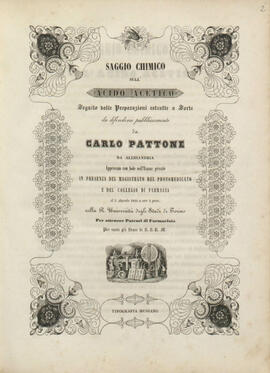 2
SAGGIO CHIMICO
SULL'
ACIDO ACETICO
Seguito dalle Preparazioni estratte a Sorte
da difendersi pubblicamente
da
CARLO PATTONE
DA ALESSANDRIA
Approvato con lode nell'Esame privato
IN PRESENZA DEL MAGISTRATO DEL PROTOMEDICATO
E DEL COLLEGIO DI FARMACIA
alla R. Università degli Studi di Torino
Per ottenere Patenti di Farmacista
TIPOGRAFIA MUSSANO